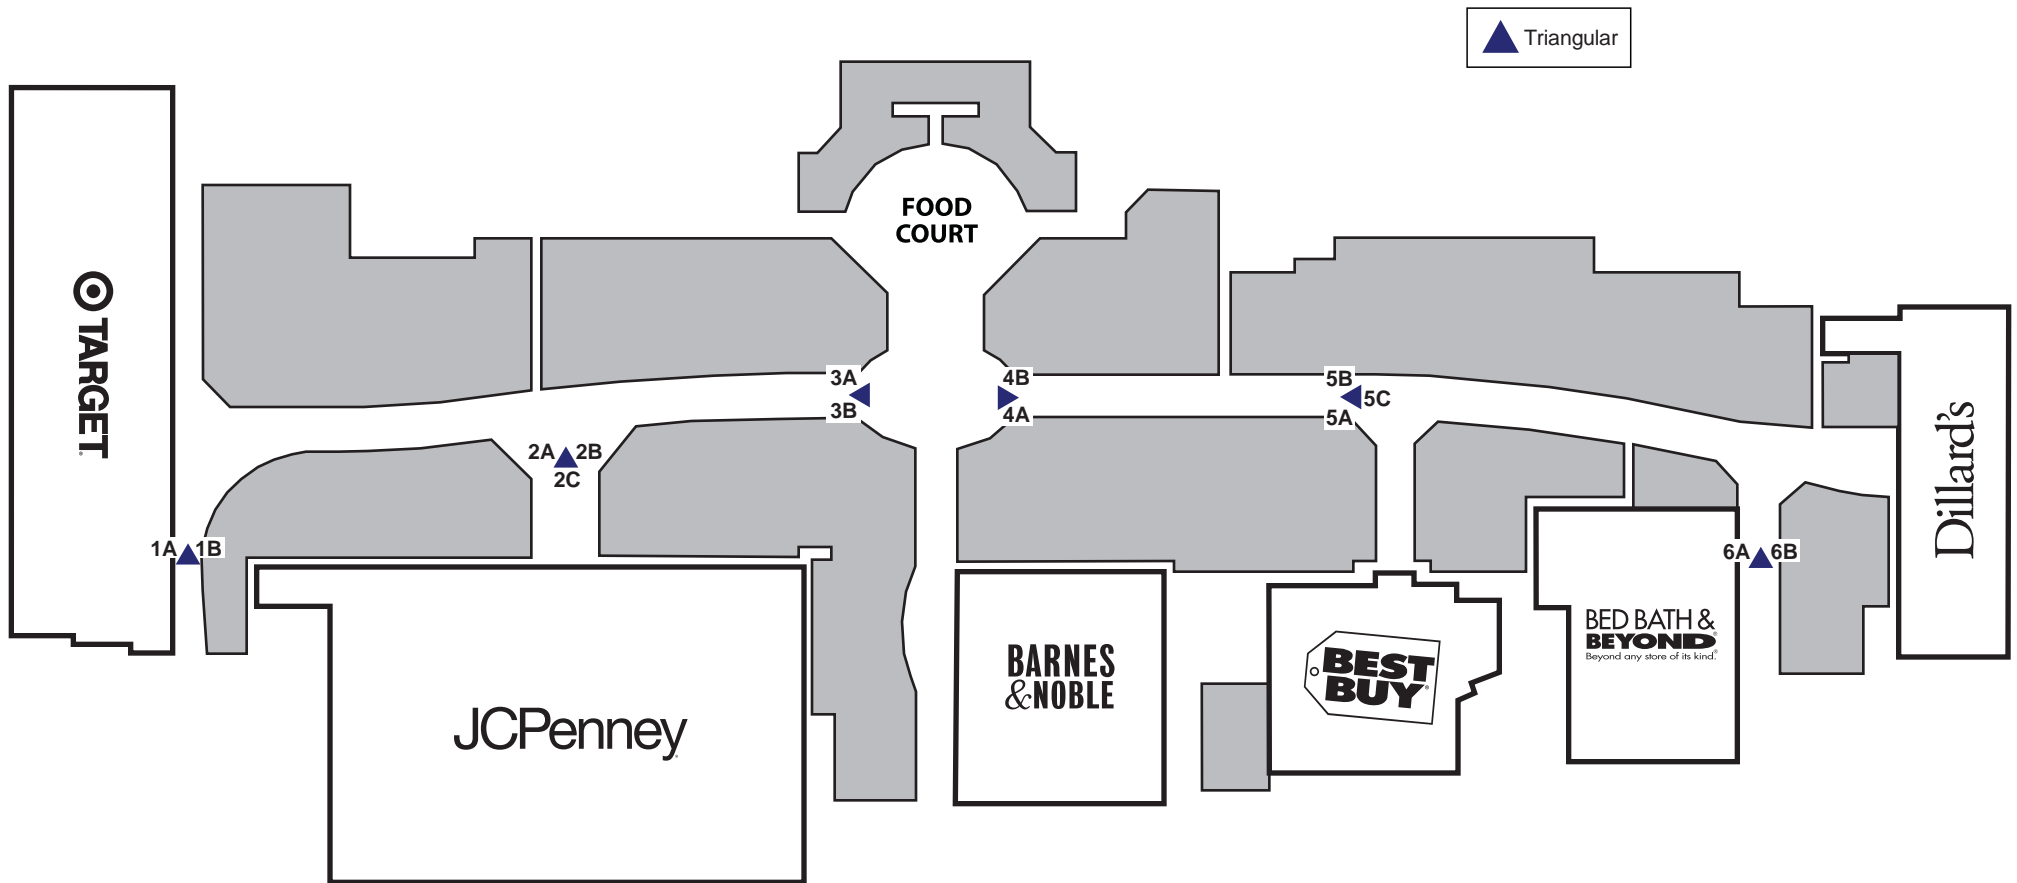 Triangular
FOOD
COURT
TARGET
3A
4B
5B
5C
3B
4A
5A
2A
2B
2C
1A
1B
6A
6B
Dillard's
BED BATH &
BEYOND®
Beyond any store of its kind.®
BARNES
&NOBLE
BEST
BUY®
JCPenney